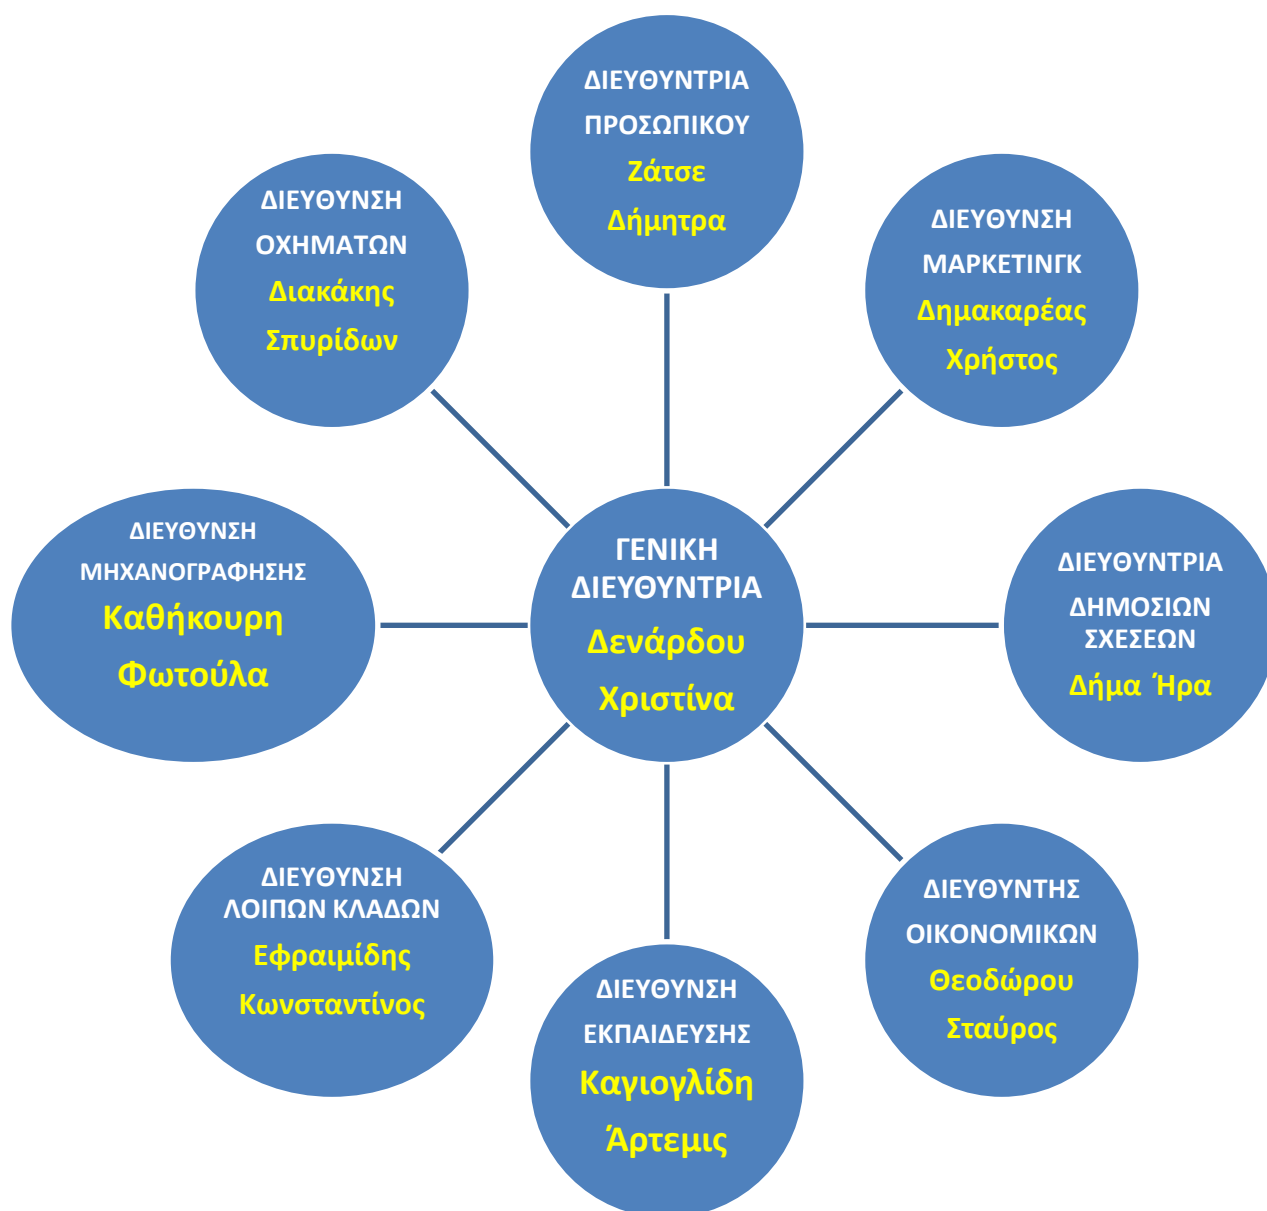 ΔΙΕΥΘΥΝΤΡΙΑ
ΠΡΟΣΩΠΙΚΟΥ
Ζάτσε
Δήμητρα
ΔΙΕΥΘΥΝΣΗ
ΜΑΡΚΕΤΙΝΓΚ
Δημακαρέας
Χρήστος
ΔΙΕΥΘΥΝΤΡΙΑ
ΔΗΜΟΣΙΩΝ
ΣΧΕΣΕΩΝ
Δήμα Ήρα
ΔΙΕΥΘΥΝΤΗΣ
ΟΙΚΟΝΟΜΙΚΩΝ
Θεοδώρου
Σταύρος
ΔΙΕΥΘΥΝΣΗ
ΕΚΠΑΙΔΕΥΣΗΣ
Καγιογλίδη
Άρτεμις
ΔΙΕΥΘΥΝΣΗ
ΛΟΙΠΩΝ ΚΛΑΔΩΝ
Εφραιμίδης
Κωνσταντίνος
ΔΙΕΥΘΥΝΣΗ
ΜΗΧΑΝΟΓΡΑΦΗΣΗΣ
Καθήκουρη
Φωτούλα
ΔΙΕΥΘΥΝΣΗ
ΟΧΗΜΑΤΩΝ
Διακάκης
Σπυρίδων
ΓΕΝΙΚΗ
ΔΙΕΥΘΥΝΤΡΙΑ
Δενάρδου
Χριστίνα